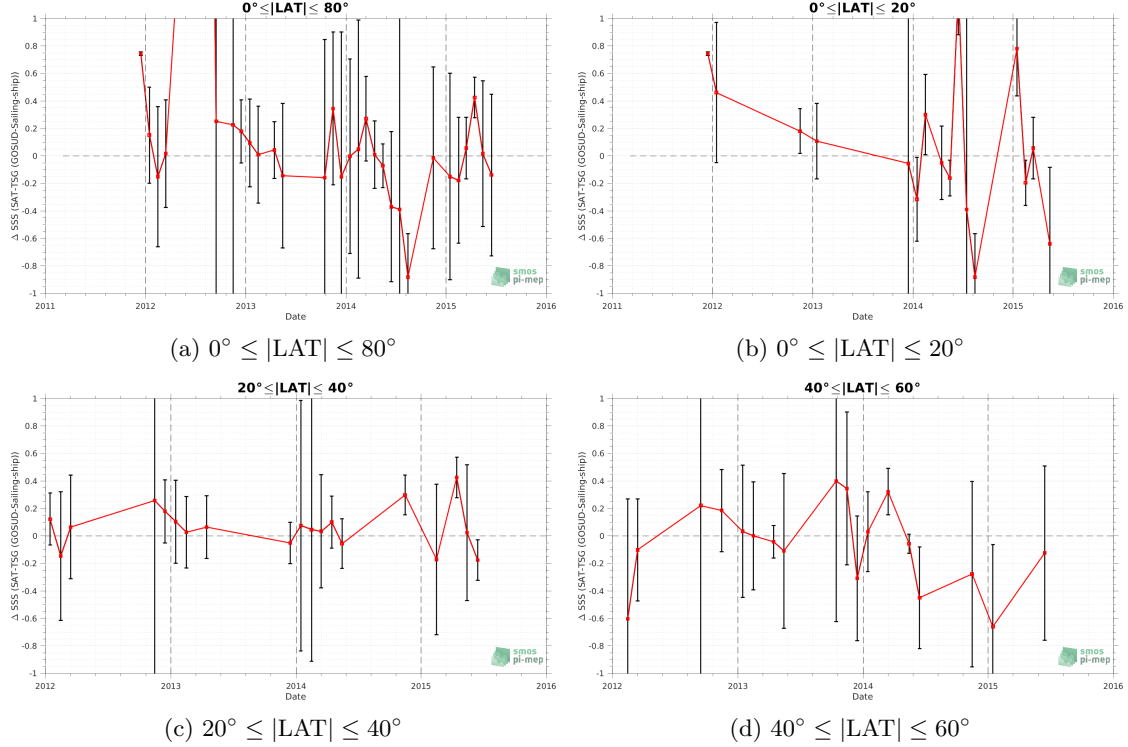 0°≤|LAT|≤ 80°
Δ SSS (SAT-TSG (GOSUD-Sailing-ship))
1
0.8
0.6
0.4
0.2
0
-0.2
-0.4
-0.6
-0.8
-1
2011 2012 2013 2014 2015 2016
Date
smos
pi-mep
(a) 0° ≤ |LAT| ≤ 80°
0°≤|LAT|≤ 20°
Δ SSS (SAT-TSG (GOSUD-Sailing-ship))
1
0.8
0.6
0.4
0.2
0
-0.2
-0.4
-0.6
-0.8
-1
2011 2012 2013 2014 2015 2016
Date
smos
pi-mep
(b) 0° ≤ |LAT| ≤ 20°
20°≤|LAT|≤ 40°
Δ SSS (SAT-TSG (GOSUD-Sailing-ship))
1
0.8
0.6
0.4
0.2
0
-0.2
-0.4
-0.6
-0.8
-1
2012 2013 2014 2015 2016
Date
smos
pi-mep
(c) 20° ≤ |LAT| ≤ 40°
40°≤|LAT|≤ 60°
Δ SSS (SAT-TSG (GOSUD-Sailing-ship))
1
0.8
0.6
0.4
0.2
0
-0.2
-0.4
-0.6
-0.8
-1
2012 2013 2014 2015 2016
Date
smos
pi-mep
(d) 40° ≤ |LAT| ≤ 60°